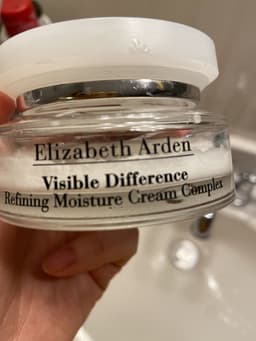 Elizabeth Arden
Visible Difference
Refining Moisture Cream Complex